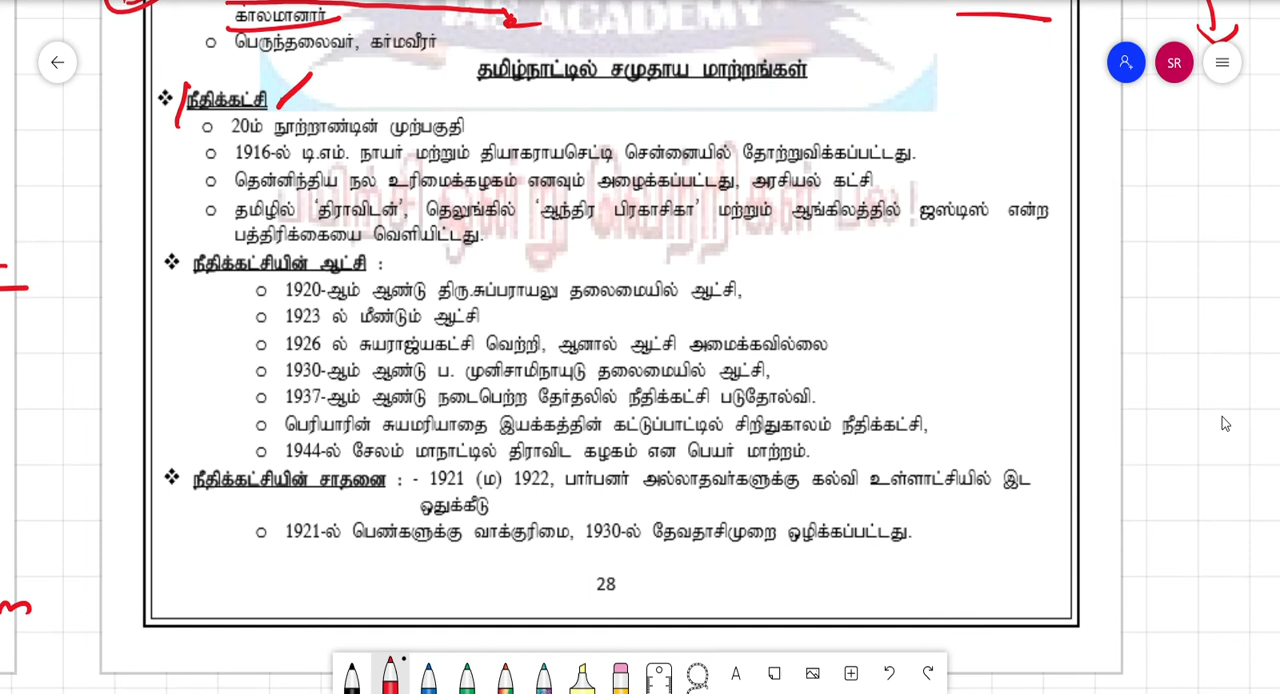 IAS ACADEMY
காலமானார்
o பெருந்தலைவர், கர்மவீரர்
SR
தமிழ்நாட்டில் சமுதாய மாற்றங்கள்
❖ நீதிக்கட்சி
o 20ம் நூற்றாண்டின் முற்பகுதி
o 1916-ல் டி.எம். நாயர் மற்றும் தியாகராயசெட்டி சென்னையில் தோற்றுவிக்கப்பட்டது.
o தென்னிந்திய நல உரிமைக்கழகம் எனவும் அழைக்கப்பட்டது, அரசியல் கட்சி
o தமிழில் 'திராவிடன்', தெலுங்கில் 'ஆந்திர பிரகாசிகா' மற்றும் ஆங்கிலத்தில் ஜஸ்டிஸ் என்ற
பத்திரிக்கையை வெளியிட்டது.
❖ நீதிக்கட்சியின் ஆட்சி :
o 1920-ஆம் ஆண்டு திரு.சுப்பராயலு தலைமையில் ஆட்சி,
o 1923 ல் மீண்டும் ஆட்சி
o 1926 ல் சுயராஜ்யகட்சி வெற்றி, ஆனால் ஆட்சி அமைக்கவில்லை
o 1930-ஆம் ஆண்டு ப. முனிசாமிநாயுடு தலைமையில் ஆட்சி,
o 1937-ஆம் ஆண்டு நடைபெற்ற தேர்தலில் நீதிக்கட்சி படுதோல்வி.
o பெரியாரின் சுயமரியாதை இயக்கத்தின் கட்டுப்பாட்டில் சிறிதுகாலம் நீதிக்கட்சி,
o 1944-ல் சேலம் மாநாட்டில் திராவிட கழகம் என பெயர் மாற்றம்.
❖ நீதிக்கட்சியின் சாதனை : - 1921 (ம) 1922, பார்பனர் அல்லாதவர்களுக்கு கல்வி உள்ளாட்சியில் இட
ஒதுக்கீடு
o 1921-ல் பெண்களுக்கு வாக்குரிமை, 1930-ல் தேவதாசிமுறை ஒழிக்கப்பட்டது.
28